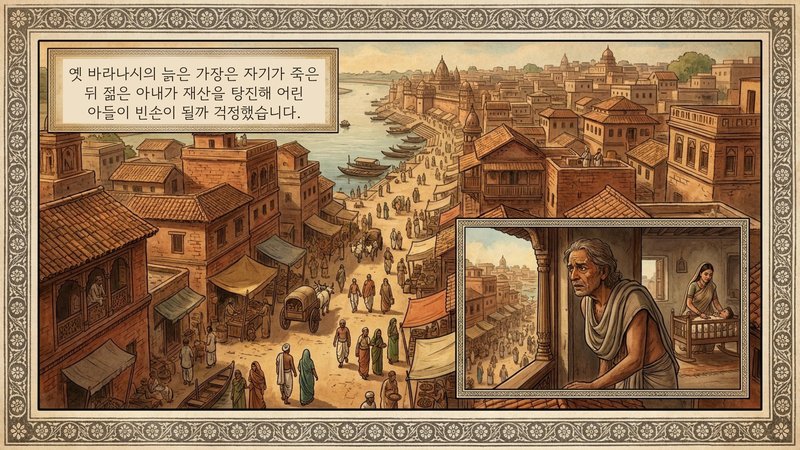 옛 바라나시의 늙은 가장은 자기가 죽은
뒤 젊은 아내가 재산을 탕진해 어린
아들이 빈손이 될까 걱정했습니다.